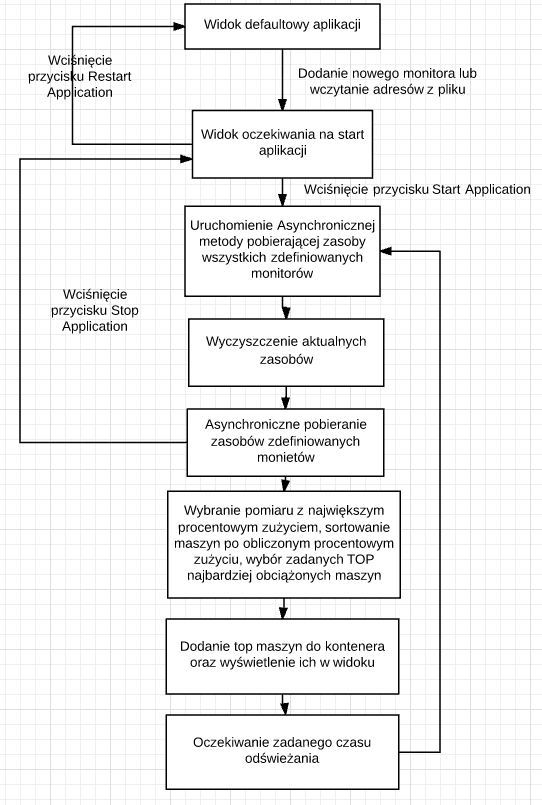 Widok defaultowy aplikacji
Wciśnięcie
przycisku Restart
Application
Dodanie nowego monitora lub
wczytanie adresów z pliku
Widok oczekiwania na start
aplikacji
Wciśnięcie przycisku Start Application
Uruchomienie Asynchronicznej
metody pobierającej zasoby
wszystkich zdefiniowanych
monitorów
Wciśnięcie
przycisku Stop
Application
Wyczyszczenie aktualnych
zasobów
Asynchroniczne pobieranie
zasobów zdefiniowanych
monietów
Wybranie pomiaru z największym
procentowym zużyciem, sortowanie
maszyn po obliczonym procentowym
zużyciu, wybór zadanych TOP
najbardziej obciążonych maszyn
Dodanie top maszyn do kontenera
oraz wyświetlenie ich w widoku
Oczekiwanie zadanego czasu
odświeżania